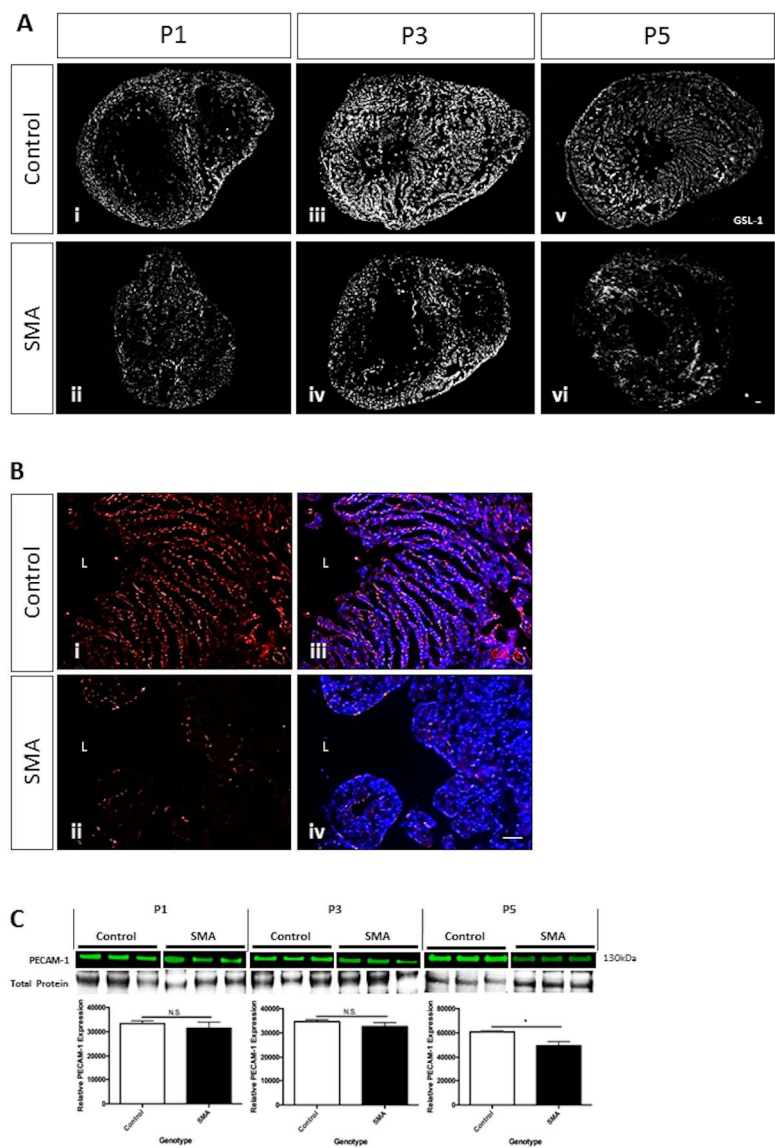 A
P1 P3 P5
Control
i iii v
GSL-1
SMA
ii iv vi
B
Control
L L
i iii
SMA
L L
ii iv
C
P1 P3 P5
Control SMA Control SMA Control SMA
PECAM-1 130kDa
Total Protein
Relative PECAM-1 Expression
40000
30000
20000
10000
0
N.S.
Control SMA
Genotype
Relative PECAM-1 Expression
40000
30000
20000
10000
0
N.S.
Control SMA
Genotype
Relative PECAM-1 Expression
80000
60000
40000
20000
0
*
Control SMA
Genotype